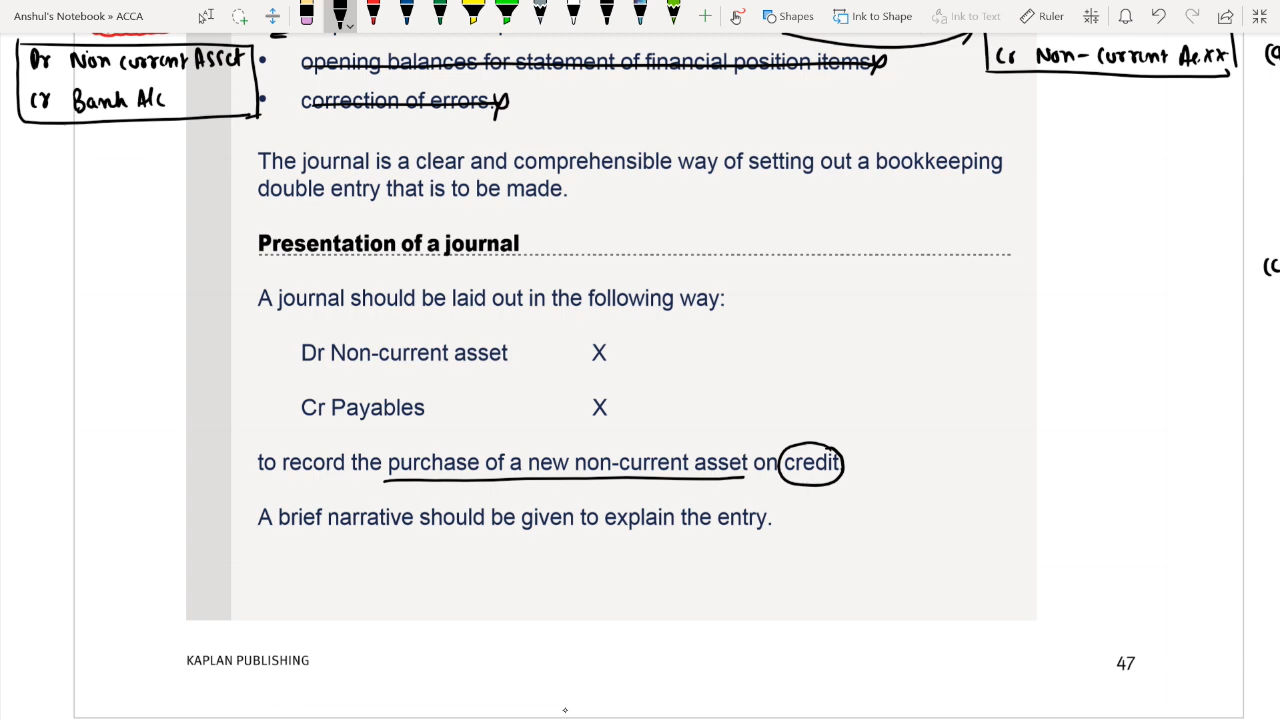 Anshul's Notebook » ACCA
Shapes
Ink to Shape
Ink to Text
Ruler
Dr Non current Asset
Cr Bank A/c
• opening balances for statement of financial position items
• correction of errors.
Cr Non-current Ac.xx
The journal is a clear and comprehensible way of setting out a bookkeeping
double entry that is to be made.
Presentation of a journal
A journal should be laid out in the following way:
Dr Non-current asset X
Cr Payables X
to record the purchase of a new non-current asset on credit.
A brief narrative should be given to explain the entry.
KAPLAN PUBLISHING
47